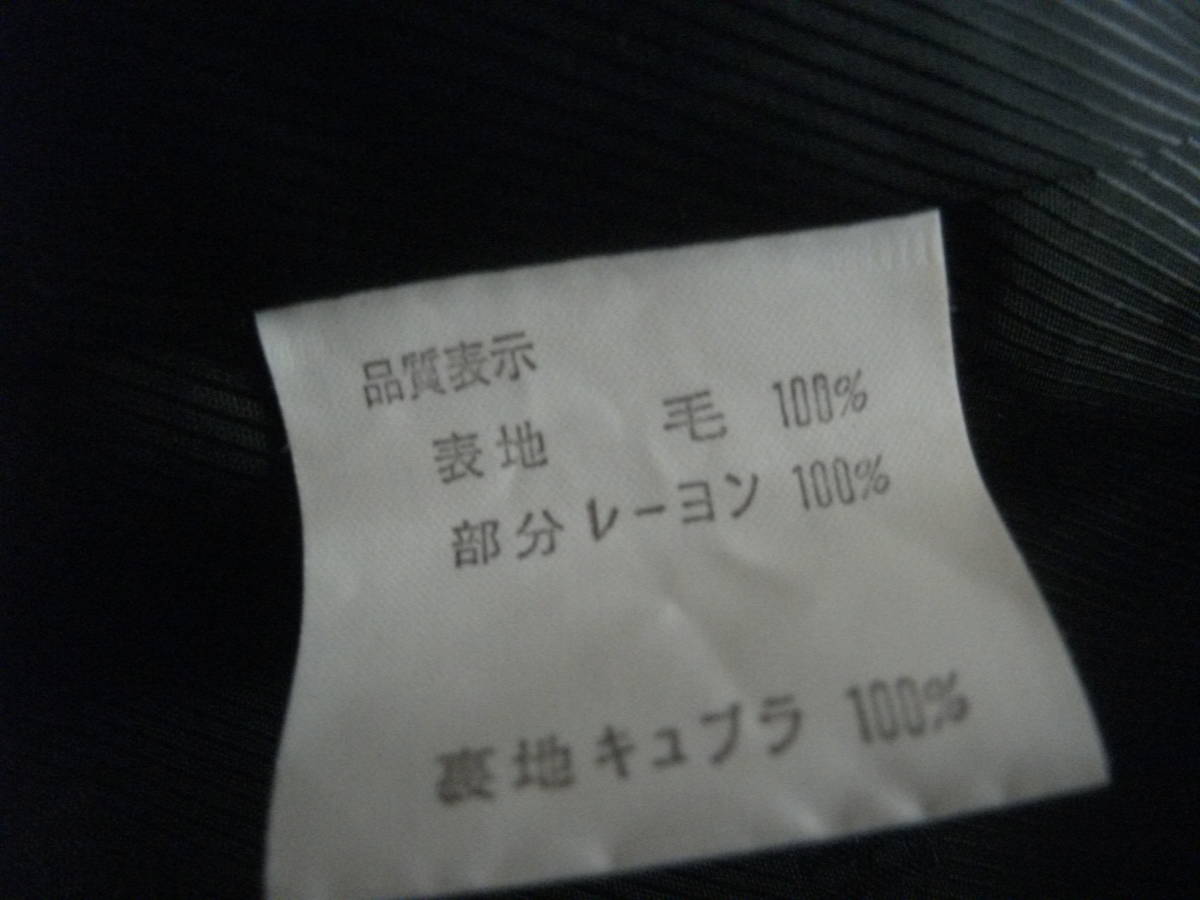 品質表示
表地 毛 100%
部分 レーヨン 100%
裏地 キュプラ 100%